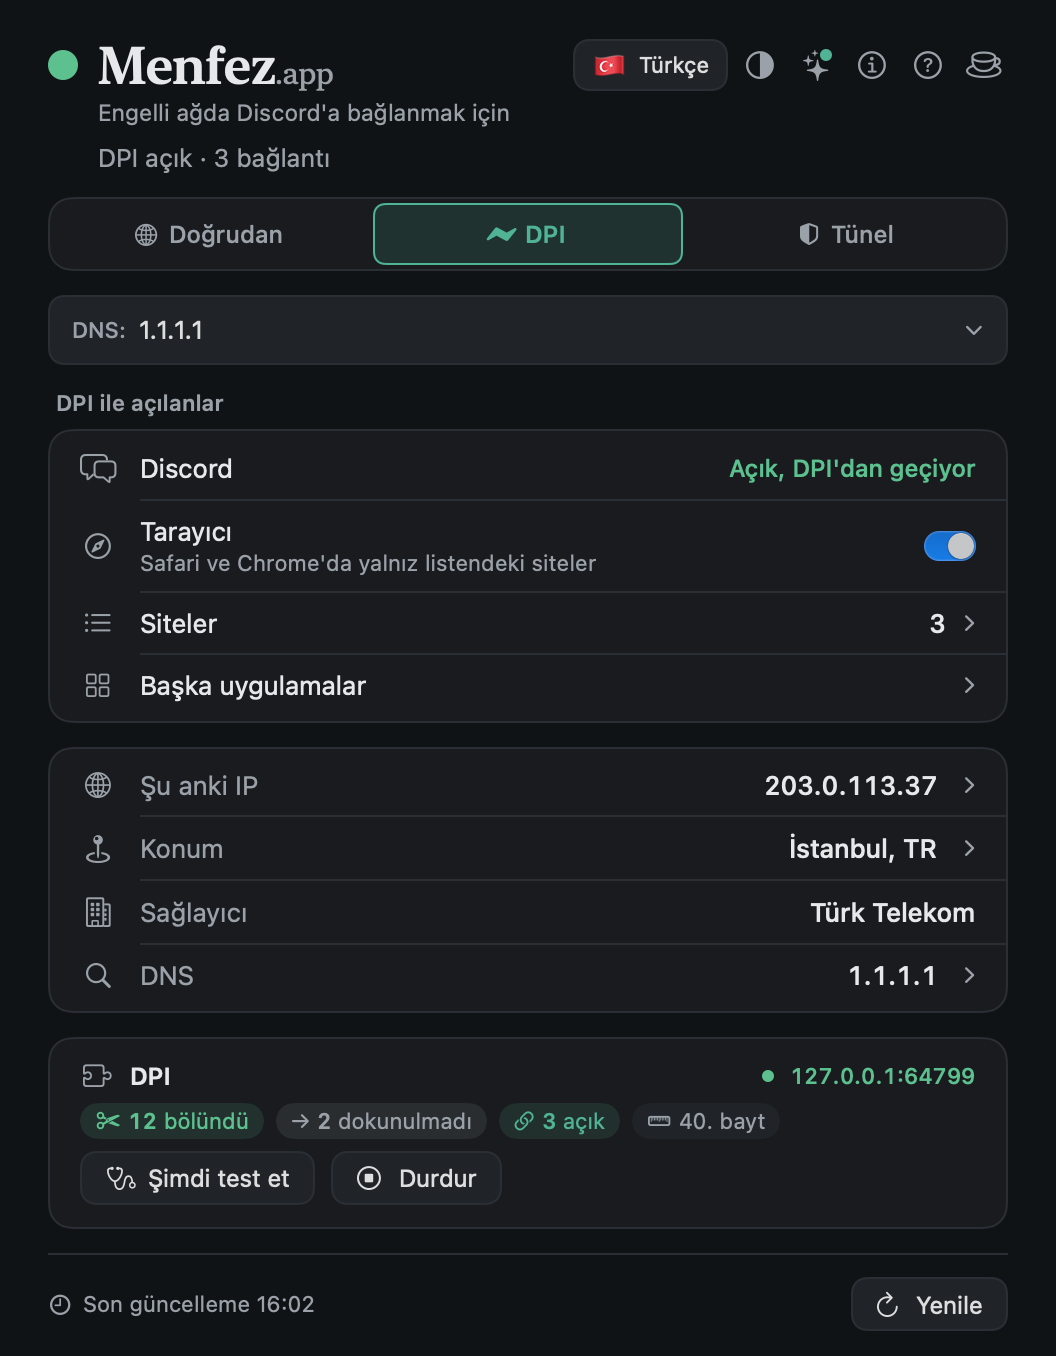 Menfez.app
Türkçe
Engelli ağda Discord'a bağlanmak için
DPI açık · 3 bağlantı
Doğrudan
DPI
Tünel
DNS: 1.1.1.1
DPI ile açılanlar
Discord
Açık, DPI'dan geçiyor
Tarayıcı
Safari ve Chrome'da yalnız listendeki siteler
Siteler
3
Başka uygulamalar
Şu anki IP
203.0.113.37
Konum
İstanbul, TR
Sağlayıcı
Türk Telekom
DNS
1.1.1.1
DPI
127.0.0.1:64799
12 bölündü
2 dokunulmadı
3 açık
40. bayt
Şimdi test et
Durdur
Son güncelleme 16:02
Yenile